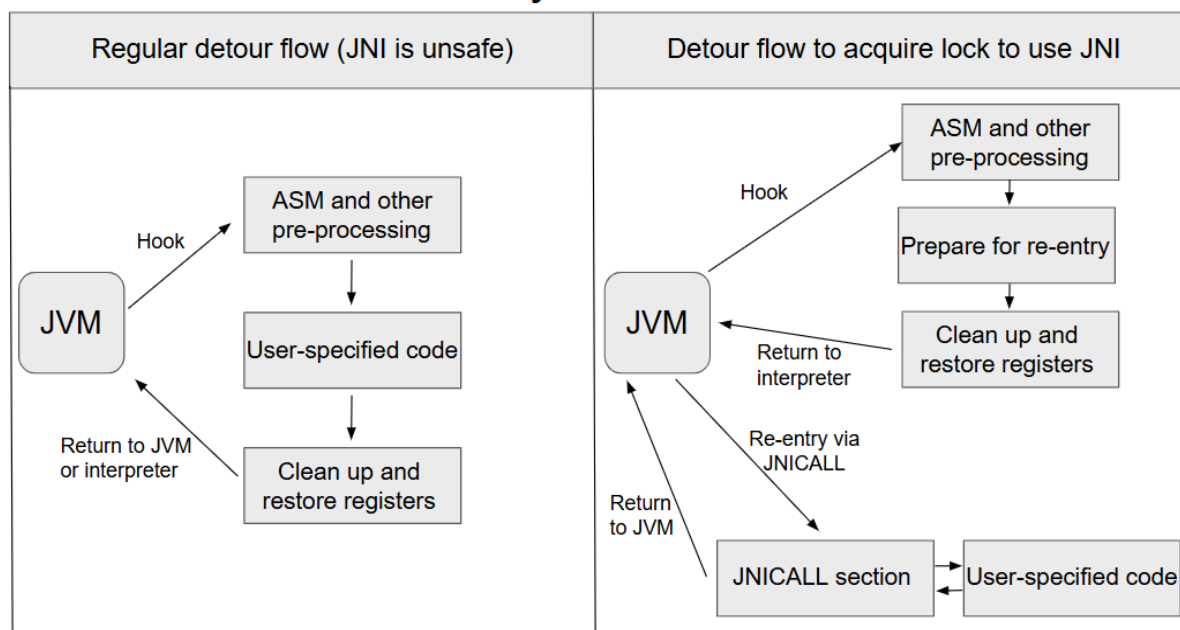 Regular detour flow (JNI is unsafe)
Detour flow to acquire lock to use JNI
ASM and other
pre-processing
Hook
JVM
User-specified code
Return to JVM
or interpreter
Clean up and
restore registers
ASM and other
pre-processing
Hook
Prepare for re-entry
JVM
Clean up and
restore registers
Return to
interpreter
Re-entry via
JNICALL
Return
to JVM
JNICALL section
User-specified code